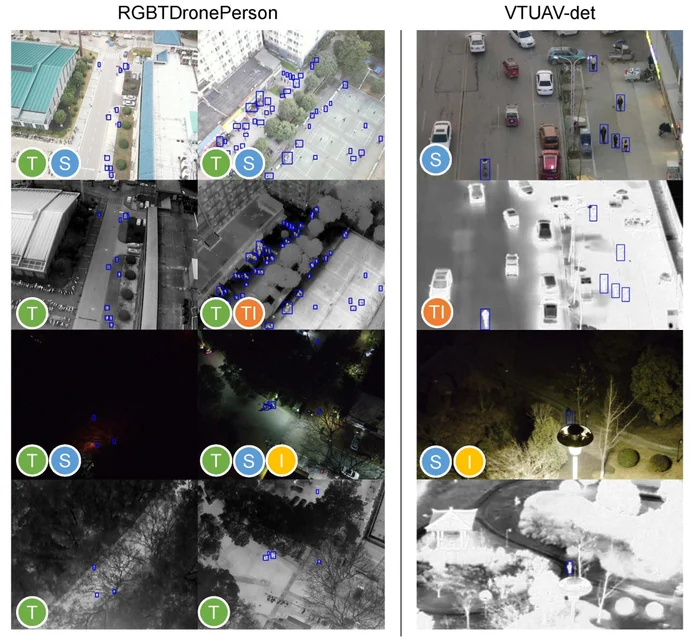 RGBTDronePerson
VTUAV-det
T S
T S
S
T
T TI
TI
T S
T S I
S I
T
T